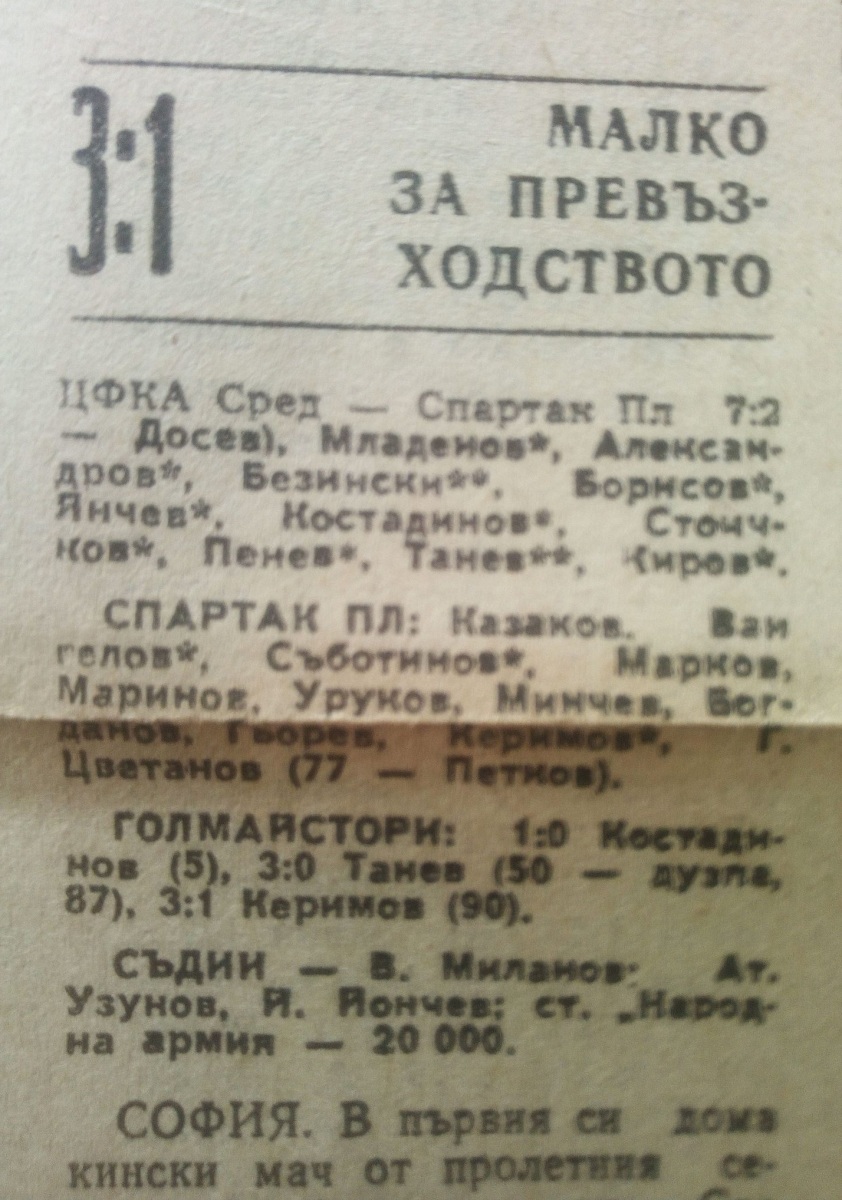 3:1
МАЛКО
ЗА ПРЕВЪЗ-
ХОДСТВОТО
ЦФКА Сред — Спартак Пл 7:2
— Досев), Младенов*, Алексан-
дров*, Безински**, Борисов*,
Янчев*, Костадинов*, Стоич-
ков*, Пенев*, Танев**, Киров*.
СПАРТАК ПЛ: Казаков. Ван
гелов*, Съботинов*, Марков,
Маринов, Уруков, Минчев, Бог-
данов, Гьорев, Керимов*, Г.
Цветанов (77 — Петков).
ГОЛМАЙСТОРИ: 1:0 Костади-
нов (5), 3:0 Танев (50 — дузпа,
87), 3:1 Керимов (90).
СЪДИИ — В. Миланов; Ат.
Узунов, Й. Йончев; ст. „Народ-
на армия — 20 000.
СОФИЯ. В първия си дома
кински мач от пролетния се-